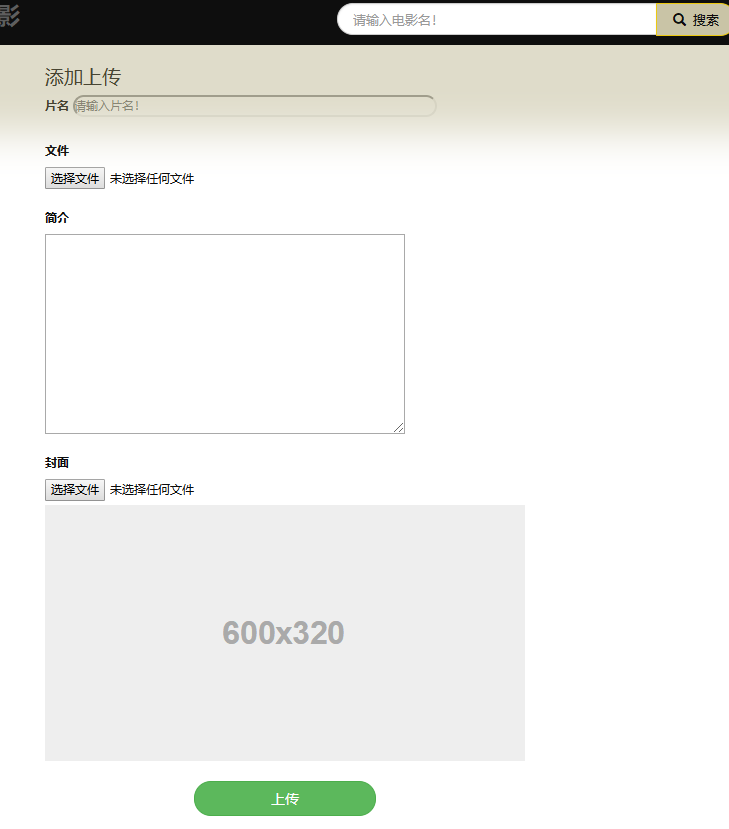 影
请输入电影名！
搜索
添加上传
片名 请输入片名！
文件
选择文件 未选择任何文件
简介
封面
选择文件 未选择任何文件
600x320
上传